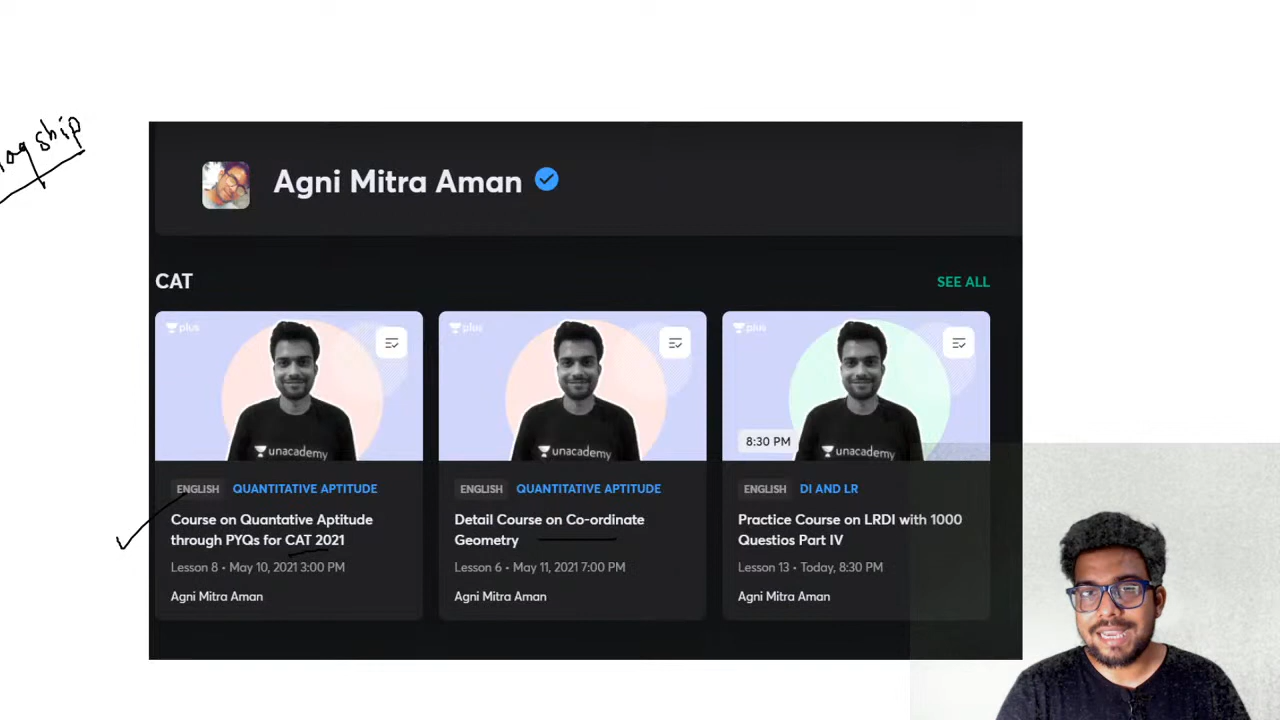 Agni Mitra Aman
CAT
SEE ALL
plus
unacademy
ENGLISH QUANTITATIVE APTITUDE
Course on Quantative Aptitude
through PYQs for CAT 2021
Lesson 8 • May 10, 2021 3:00 PM
Agni Mitra Aman
plus
unacademy
ENGLISH QUANTITATIVE APTITUDE
Detail Course on Co-ordinate
Geometry
Lesson 6 • May 11, 2021 7:00 PM
Agni Mitra Aman
plus
8:30 PM
unacademy
ENGLISH DI AND LR
Practice Course on LRDI with 1000
Questios Part IV
Lesson 13 • Today, 8:30 PM
Agni Mitra Aman